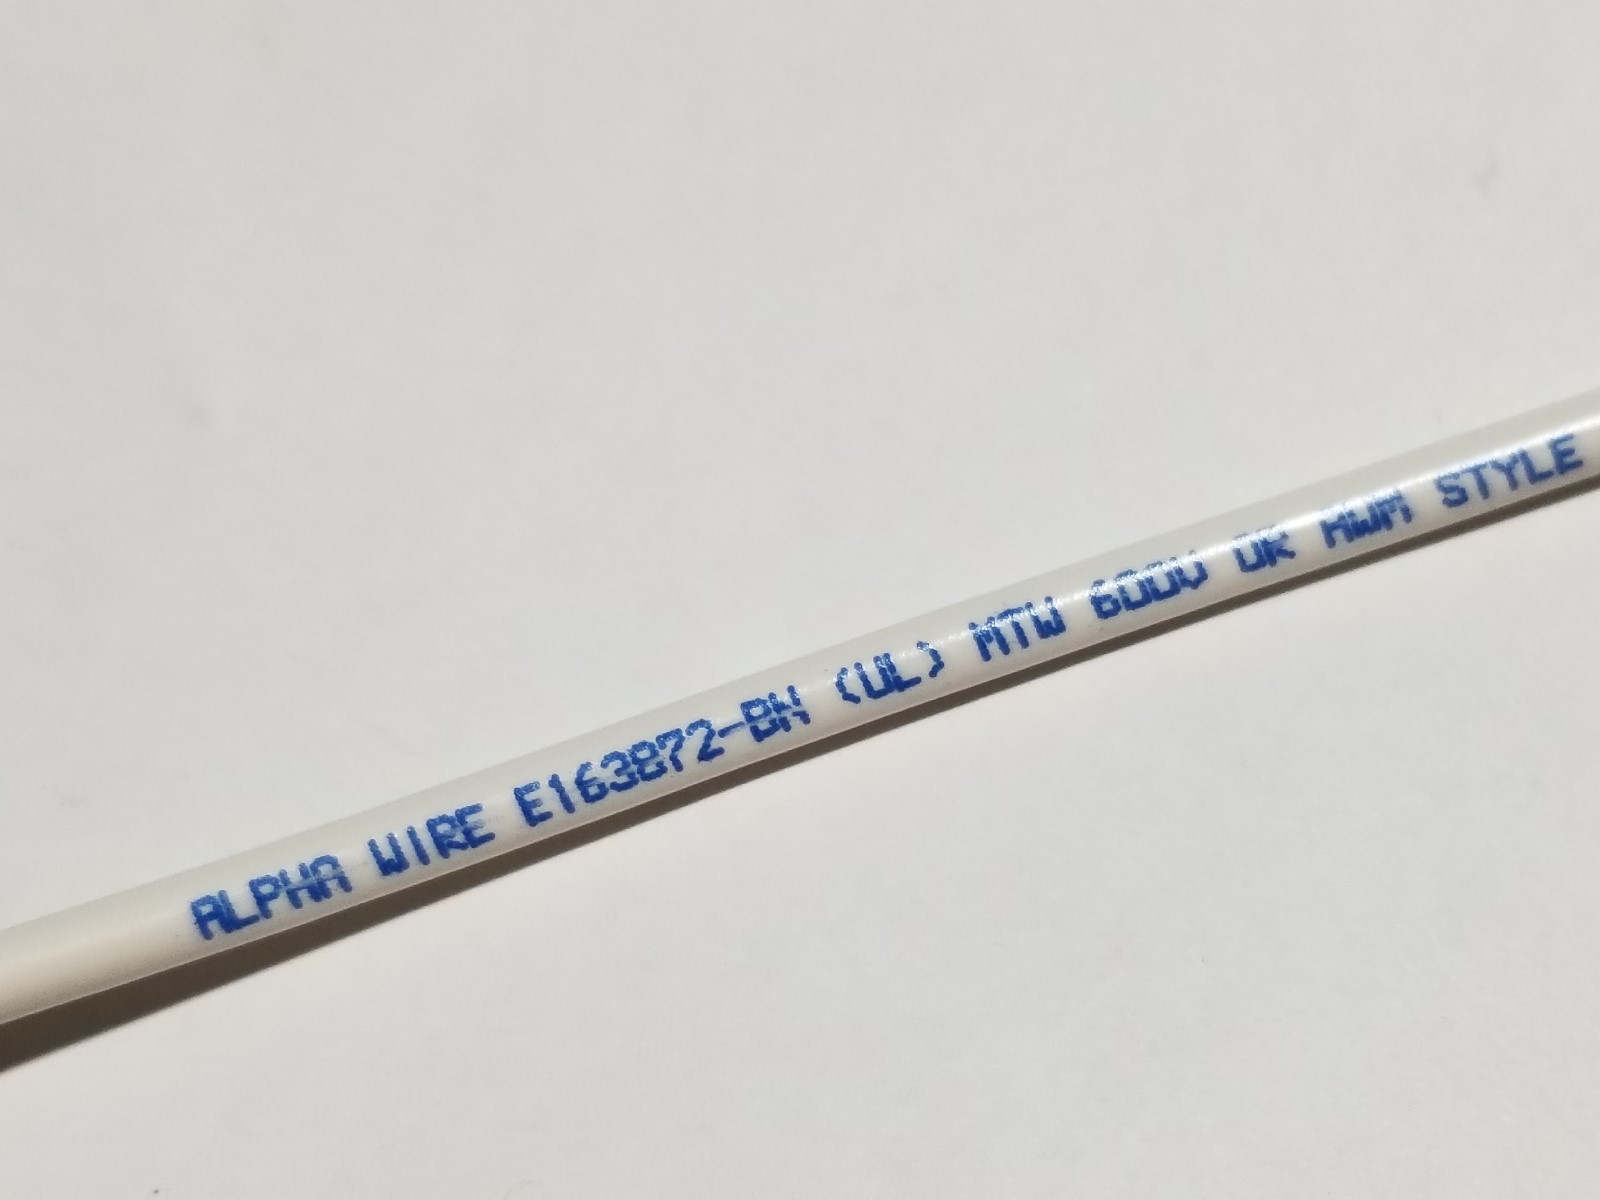 ALPHA WIRE E163872-BH (UL) MTW 600V OR AWM STYLE